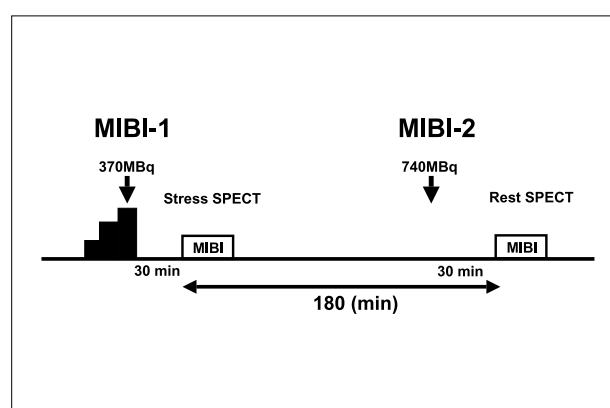 MIBI-1
MIBI-2
370MBq
740MBq
Stress SPECT
Rest SPECT
MIBI
MIBI
30 min
30 min
180 (min)